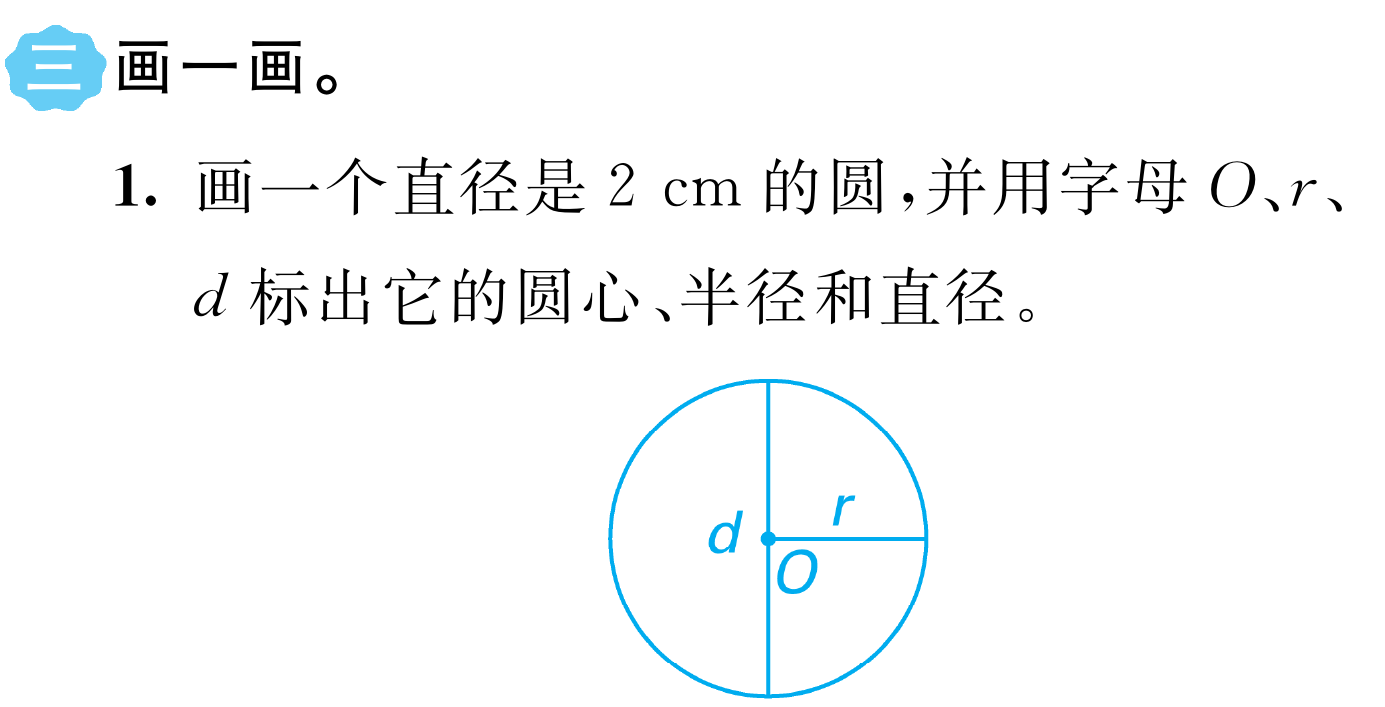 三 画一画。
1. 画一个直径是 2 cm 的圆,并用字母 O、r、
d 标出它的圆心、半径和直径。
r
d
O